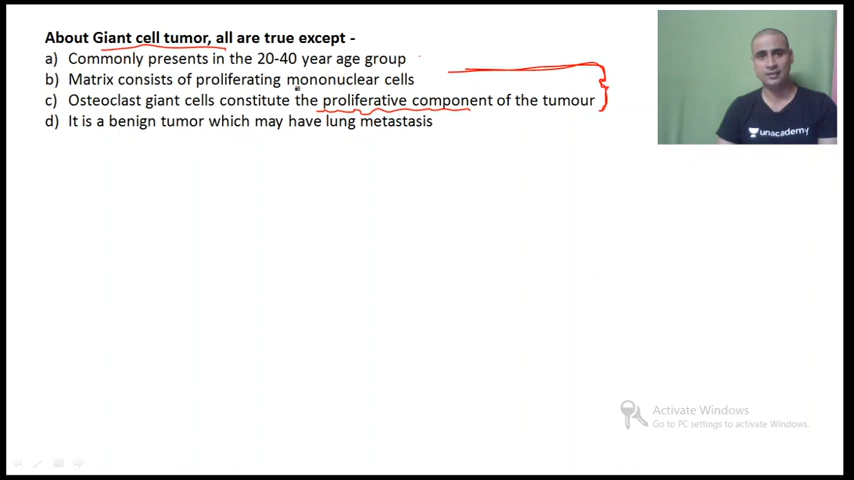 About Giant cell tumor, all are true except -
a) Commonly presents in the 20-40 year age group
b) Matrix consists of proliferating mononuclear cells
c) Osteoclast giant cells constitute the proliferative component of the tumour
d) It is a benign tumor which may have lung metastasis
unacademy
Activate Windows
Go to PC settings to activate Windows.